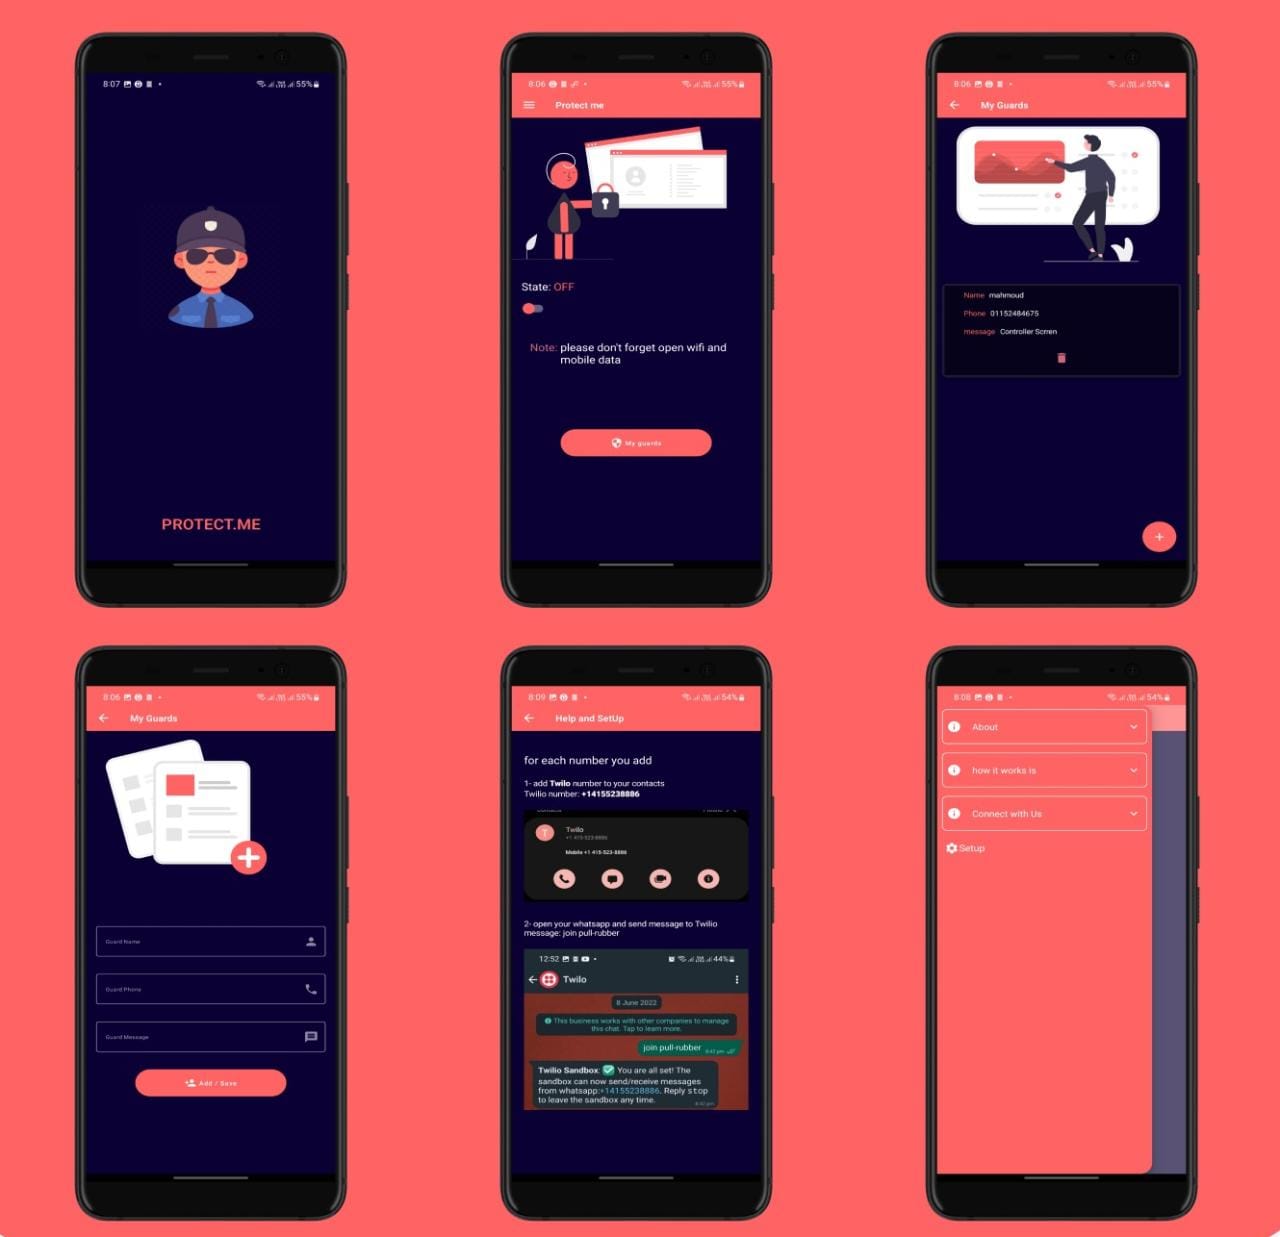 8:07
55%
PROTECT.ME
8:06
55%
Protect me
State: OFF
Note: please don't forget open wifi and
mobile data
My guards
8:06
55%
My Guards
Name mahmoud
Phone 01152484675
message Controller Scrren
8:06
55%
My Guards
Guard Name
Guard Phone
Guard Message
Add / Save
8:09
54%
Help and SetUp
for each number you add
1- add Twilo number to your contacts
Twilio number: +14155238886
T
Twilo
+1 415-523-8886
Mobile +1 415-523-8886
2- open your whatsapp and send message to Twilio
message: join pull-rubber
12:52
44%
Twilo
8 June 2022
This business works with other companies to manage
this chat. Tap to learn more.
join pull-rubber 8:42 pm
Twilio Sandbox: ✅ You are all set! The
sandbox can now send/receive messages
from whatsapp:+14155238886. Reply stop
to leave the sandbox any time.
8:42 pm
8:08
54%
About
how it works is
Connect with Us
Setup